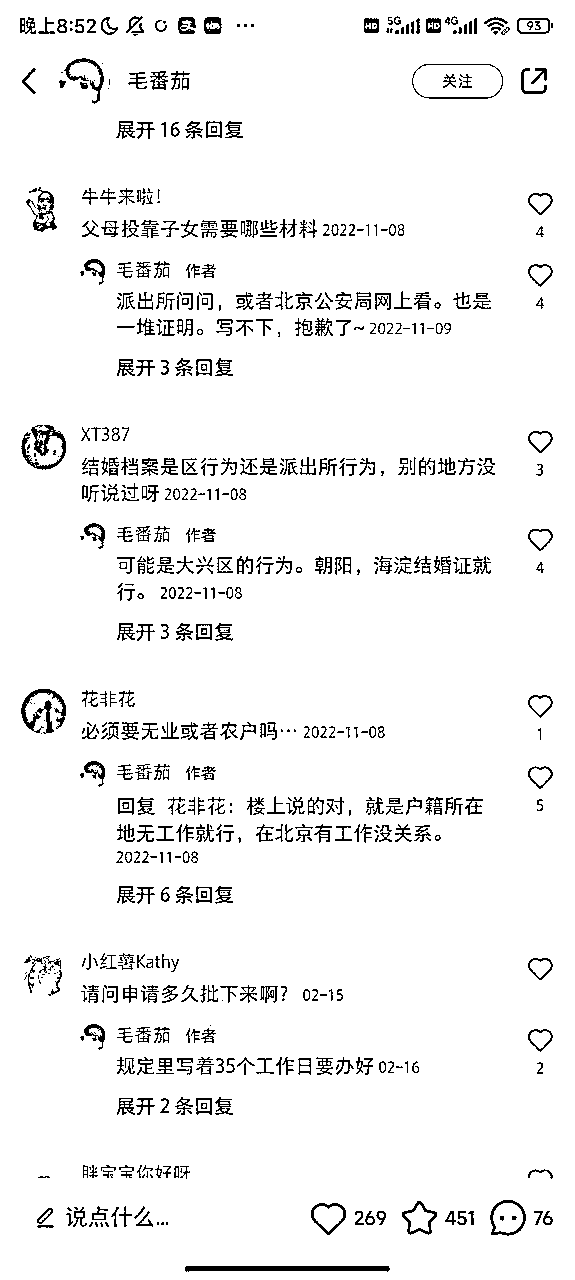 晚上8:52
5G 4G 93
毛番茄
关注
展开 16 条回复
牛牛来啦!
父母投靠子女需要哪些材料 2022-11-08
4
毛番茄 作者
派出所问问，或者北京公安局网上看。也是
一堆证明。写不下，抱歉了~ 2022-11-09
4
展开 3 条回复
XT387
结婚档案是区行为还是派出所行为，别的地方没
听说过呀 2022-11-08
3
毛番茄 作者
可能是大兴区的行为。朝阳，海淀结婚证就
行。 2022-11-08
4
展开 3 条回复
花非花
必须要无业或者农户吗… 2022-11-08
1
毛番茄 作者
回复 花非花：楼上说的对，就是户籍所在
地无工作就行，在北京有工作没关系。
2022-11-08
5
展开 6 条回复
小红薯Kathy
请问申请多久批下来啊？ 02-15
毛番茄 作者
规定里写着35个工作日要办好 02-16
2
展开 2 条回复
胖宝宝你好呀
说点什么...
269 451 76